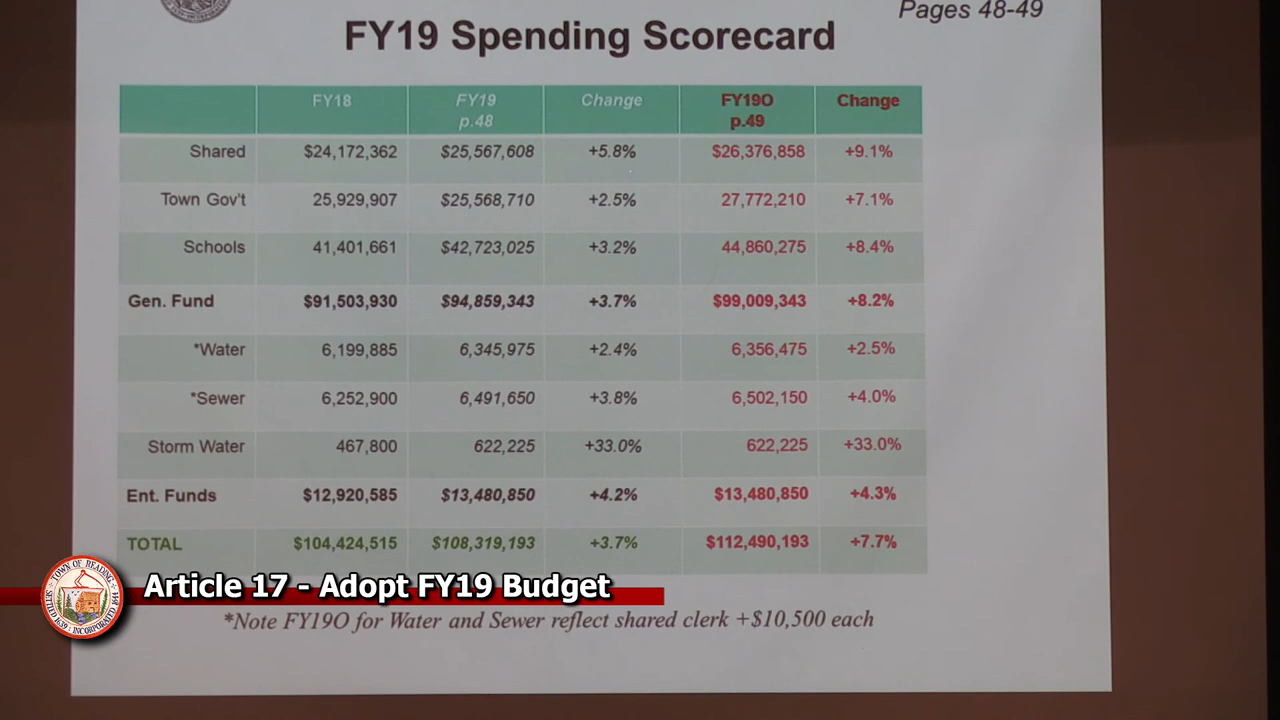 Pages 48-49
FY19 Spending Scorecard
FY18 FY19 Change FY19O Change
p.48 p.49
Shared $24,172,362 $25,567,608 +5.8% $26,376,858 +9.1%
Town Gov't 25,929,907 $25,568,710 +2.5% 27,772,210 +7.1%
Schools 41,401,661 $42,723,025 +3.2% 44,860,275 +8.4%
Gen. Fund $91,503,930 $94,859,343 +3.7% $99,009,343 +8.2%
*Water 6,199,885 6,345,975 +2.4% 6,356,475 +2.5%
*Sewer 6,252,900 6,491,650 +3.8% 6,502,150 +4.0%
Storm Water 467,800 622,225 +33.0% 622,225 +33.0%
Ent. Funds $12,920,585 $13,480,850 +4.2% $13,480,850 +4.3%
TOTAL $104,424,515 $108,319,193 +3.7% $112,490,193 +7.7%
TOWN OF READING
SETTLED 1639 INCORPORATED 1644
Article 17 - Adopt FY19 Budget
*Note FY19O for Water and Sewer reflect shared clerk +$10,500 each